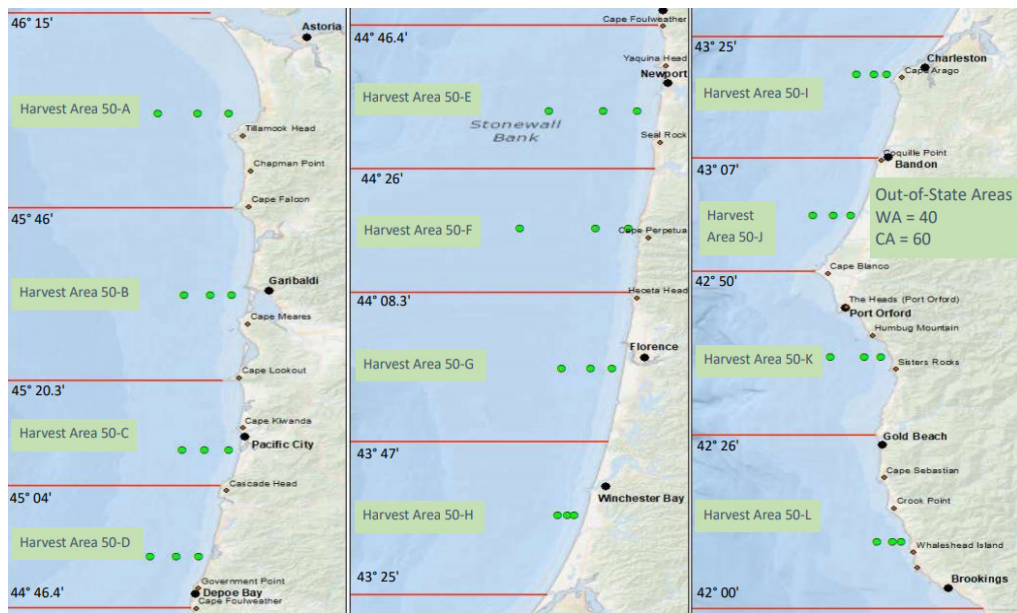 46° 15'
Astoria
Harvest Area 50-A
Tillamook Head
Chapman Point
Cape Falcon
45° 46'
Garibaldi
Harvest Area 50-B
Cape Meares
Cape Lookout
45° 20.3'
Cape Kiwanda
Harvest Area 50-C
Pacific City
Cascade Head
45° 04'
Harvest Area 50-D
Government Point
44° 46.4'
Depoe Bay
Cape Foulweather
Cape Foulweather
44° 46.4'
Yaquina Head
Newport
Harvest Area 50-E
Stonewall
Bank
Seal Rock
44° 26'
Harvest Area 50-F
Cape Perpetua
Heceta Head
44° 08.3'
Florence
Harvest Area 50-G
43° 47'
Winchester Bay
Harvest Area 50-H
43° 25'
43° 25'
Charleston
Cape Arago
Harvest Area 50-I
Coquille Point
Bandon
43° 07'
Out-of-State Areas
WA = 40
CA = 60
Harvest
Area 50-J
Cape Blanco
42° 50'
The Heads (Port Orford)
Port Orford
Humbug Mountain
Harvest Area 50-K
Sisters Rocks
Gold Beach
42° 26'
Cape Sebastian
Crook Point
Harvest Area 50-L
Whaleshead Island
Brookings
42° 00'